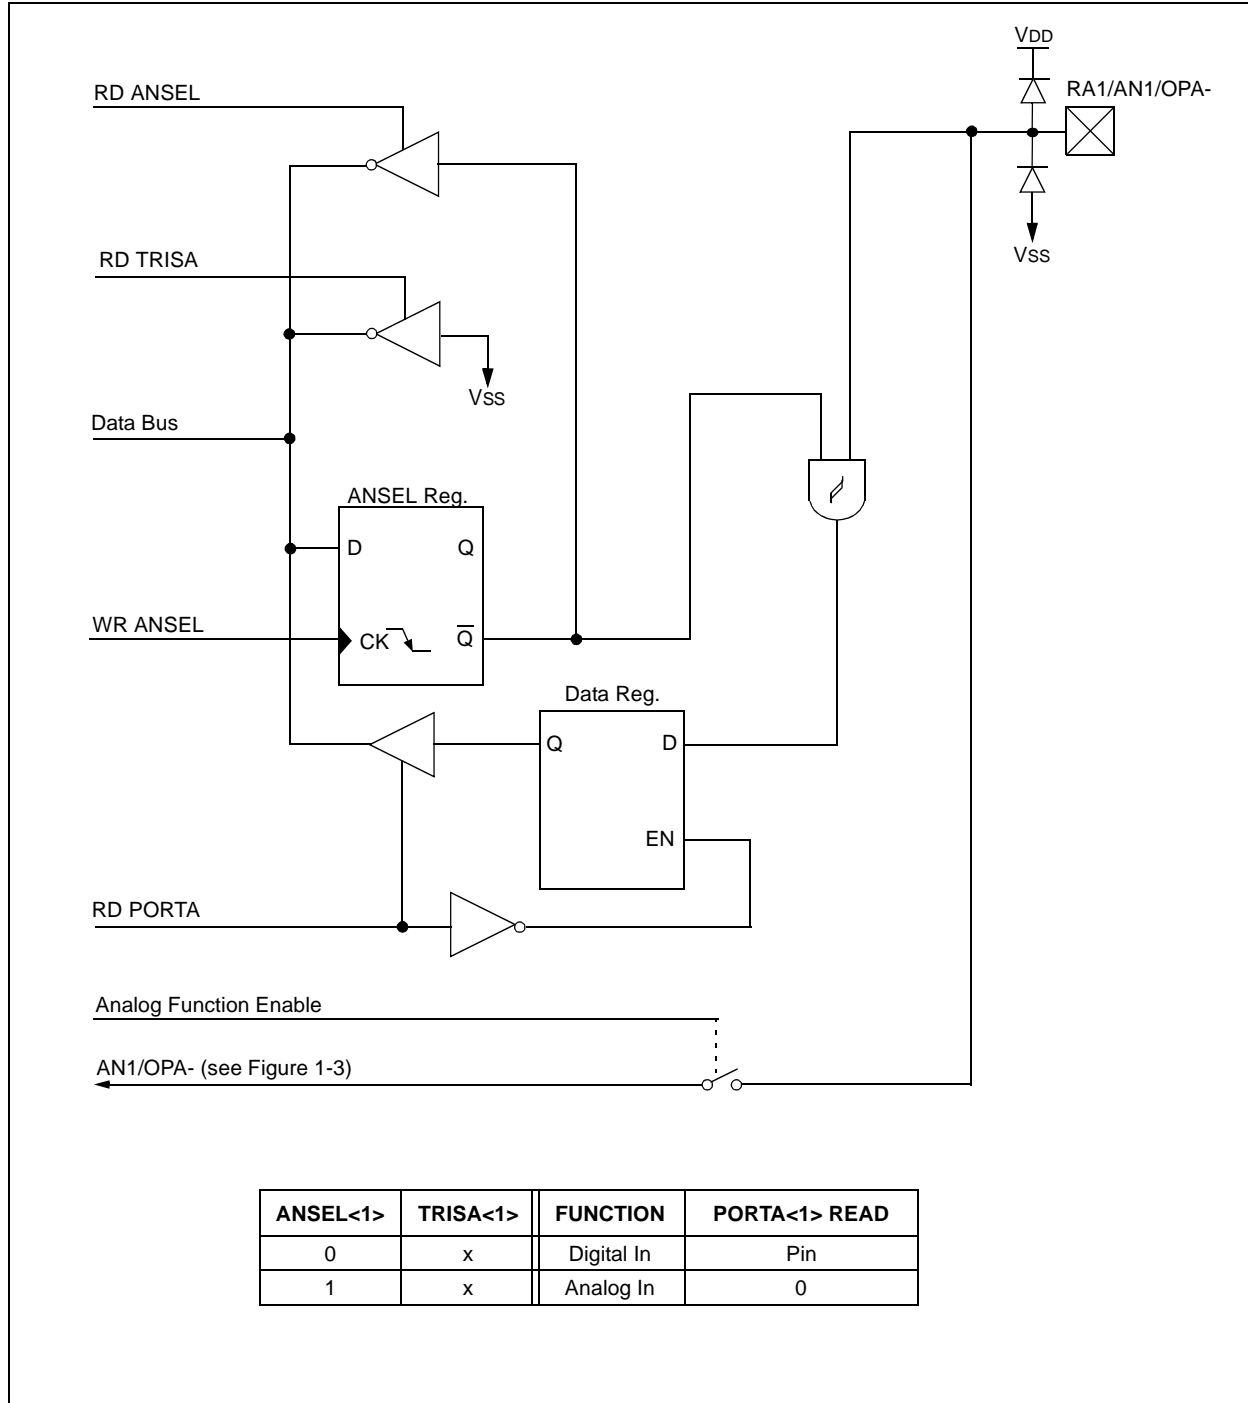 VDD
RD ANSEL
RA1/AN1/OPA-
RD TRISA
VSS
VSS
Data Bus
ANSEL Reg.
D Q
WR ANSEL
CK Q̅
Data Reg.
Q D
EN
RD PORTA
Analog Function Enable
AN1/OPA- (see Figure 1-3)
ANSEL<1> TRISA<1> FUNCTION PORTA<1> READ
0 x Digital In Pin
1 x Analog In 0